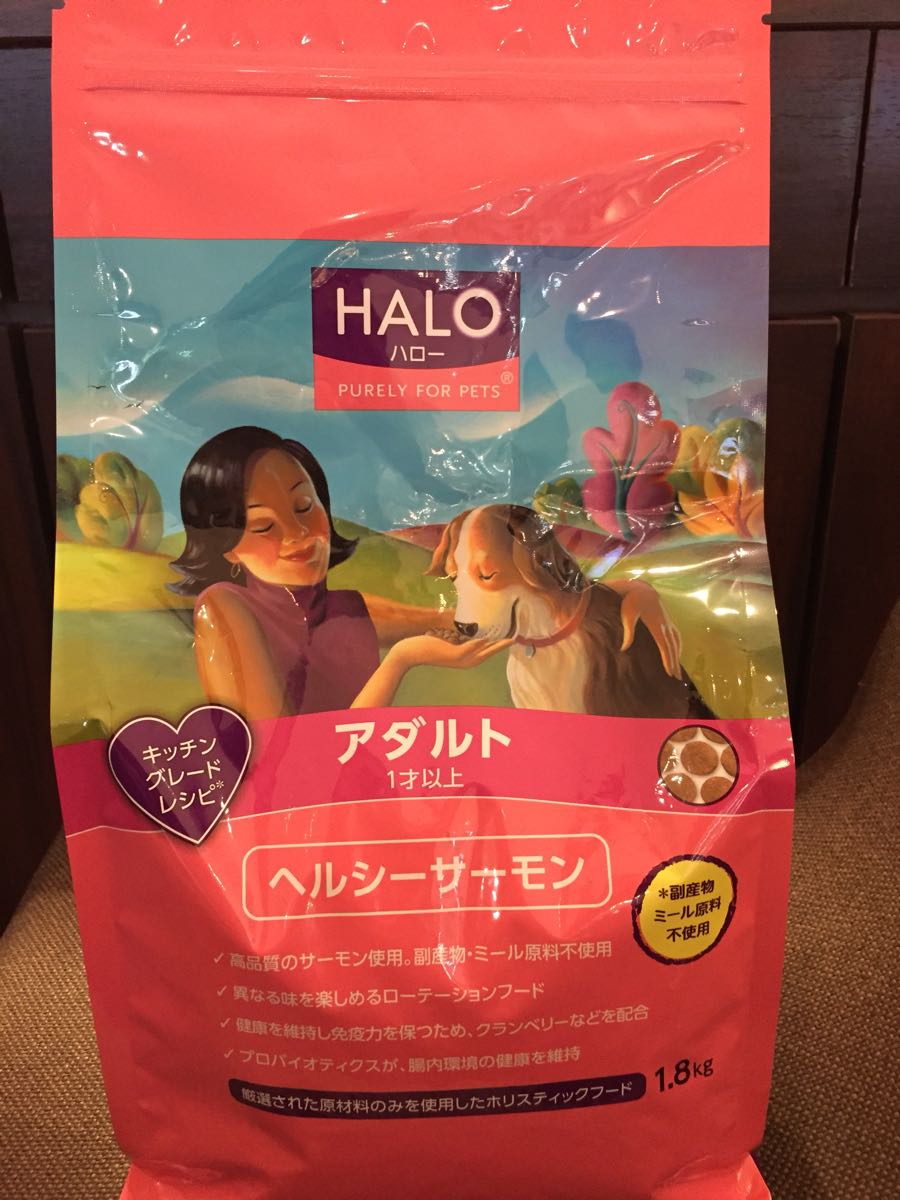 HALO
ハロー
PURELY FOR PETS®
アダルト
1才以上
キッチン
グレード
レシピ*
ヘルシーサーモン
*副産物
ミール原料
不使用
✓高品質のサーモン使用。副産物・ミール原料不使用
✓異なる味を楽しめるローテーションフード
✓健康を維持し免疫力を保つため、クランベリーなどを配合
✓プロバイオティクスが、腸内環境の健康を維持
厳選された原材料のみを使用したホリスティックフード
1.8kg